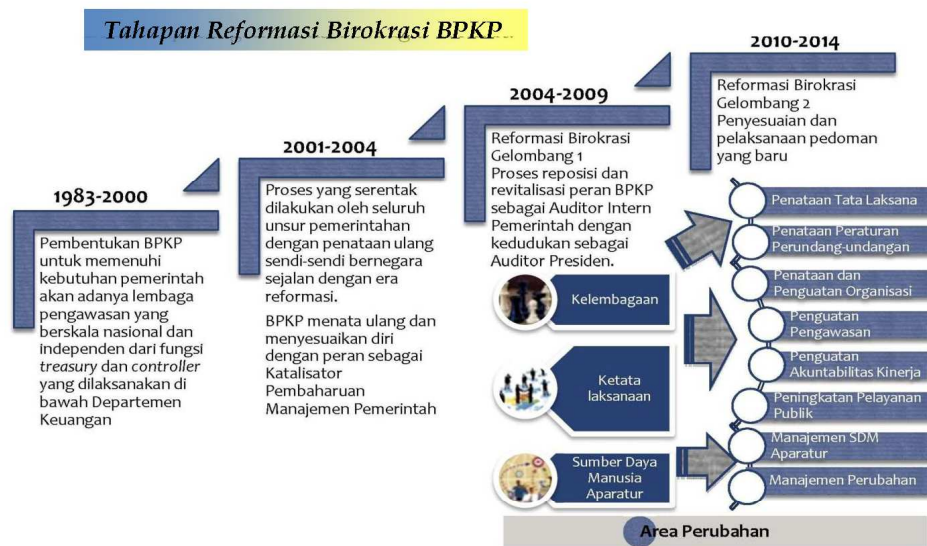 Tahapan Reformasi Birokrasi BPKP
1983-2000
Pembentukan BPKP
untuk memenuhi
kebutuhan pemerintah
akan adanya lembaga
pengawasan yang
berskala nasional dan
independen dari fungsi
treasury dan controller
yang dilaksanakan di
bawah Departemen
Keuangan
2001-2004
Proses yang serentak
dilakukan oleh seluruh
unsur pemerintahan
dengan penataan ulang
sendi-sendi bernegara
sejalan dengan era
reformasi.
BPKP menata ulang dan
menyesuaikan diri
dengan peran sebagai
Katalisator
Pembaharuan
Manajemen Pemerintah
2004-2009
Reformasi Birokrasi
Gelombang 1
Proses reposisi dan
revitalisasi peran BPKP
sebagai Auditor Intern
Pemerintah dengan
kedudukan sebagai
Auditor Presiden.
Kelembagaan
Ketata
laksanaan
Sumber Daya
Manusia
Aparatur
2010-2014
Reformasi Birokrasi
Gelombang 2
Penyesuaian dan
pelaksanaan pedoman
yang baru
Penataan Tata Laksana
Penataan Peraturan
Perundang-undangan
Penataan dan
Penguatan Organisasi
Penguatan
Pengawasan
Penguatan
Akuntabilitas Kinerja
Peningkatan Pelayanan
Publik
Manajemen SDM
Aparatur
Manajemen Perubahan
Area Perubahan